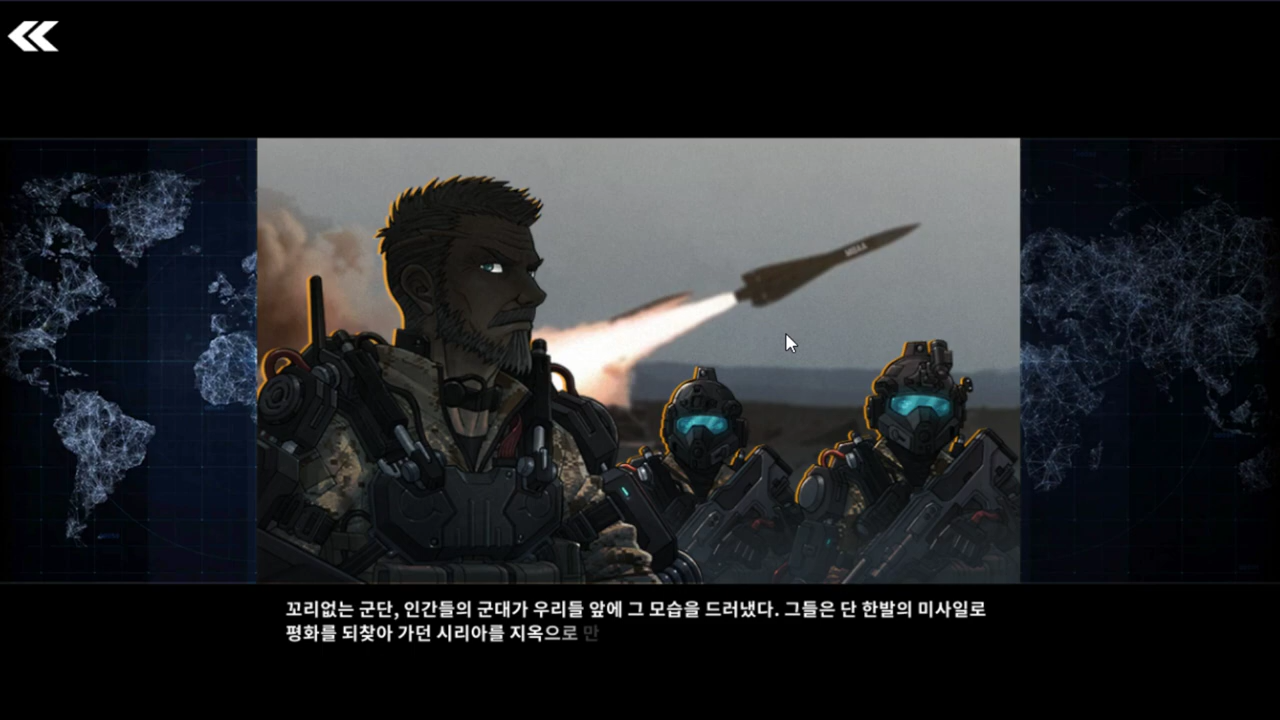 꼬리없는 군단, 인간들의 군대가 우리들 앞에 그 모습을 드러냈다. 그들은 단 한발의 미사일로
평화를 되찾아 가던 시리아를 지옥으로 만